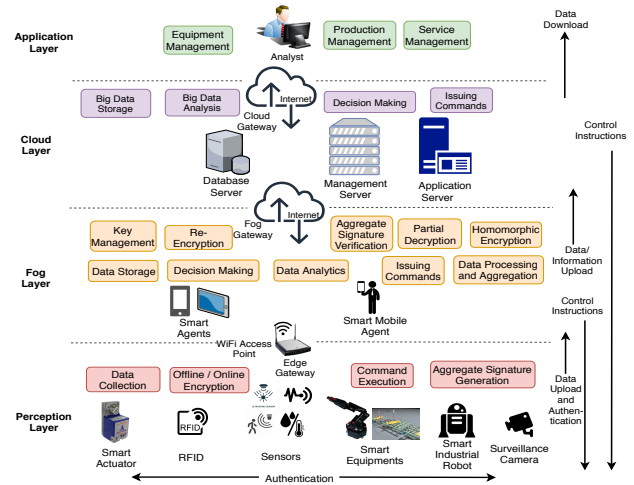 Application
Layer
Equipment
Management
Analyst
Production
Management
Service
Management
Data
Download
Big Data
Storage
Big Data
Analysis
Internet
Cloud
Gateway
Decision Making
Issuing
Commands
Cloud
Layer
Database
Server
Management
Server
Application
Server
Control
Instructions
Key
Management
Re-
Encryption
Fog
Gateway
Internet
Aggregate
Signature
Verification
Partial
Decryption
Homomorphic
Encryption
Fog
Layer
Data Storage
Decision Making
Data Analytics
Issuing
Commands
Data Processing
and Aggregation
Data/
Information
Upload
Smart
Agents
Smart Mobile
Agent
Control
Instructions
WiFi Access
Point
Edge
Gateway
Data
Collection
Offline / Online
Encryption
Command
Execution
Aggregate Signature
Generation
Data
Upload and
Authen-
tication
Perception
Layer
RFID
Smart
Actuator
RFID
Sensors
Smart
Equipments
Smart
Industrial
Robot
Surveillance
Camera
Authentication